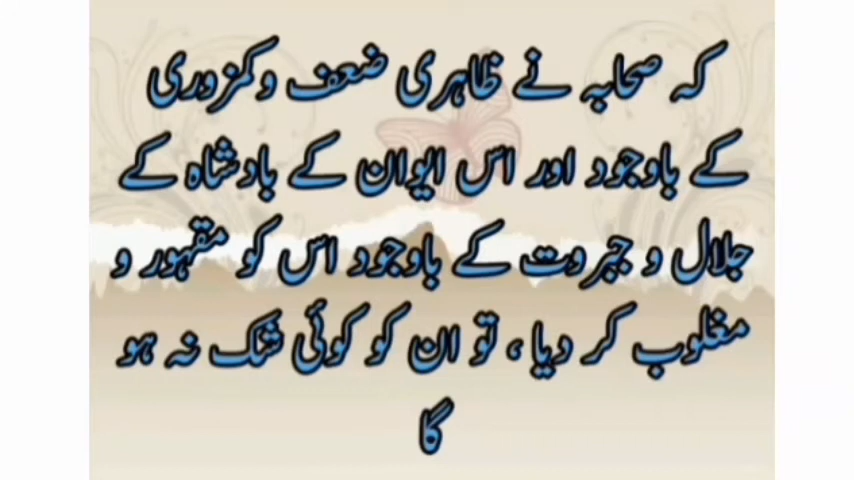 کہ صحابہ نے ظاہری ضعف و کمزوری
کے باوجود اور اس ایوان کے بادشاہ کے
جلال و جبروت کے باوجود اس کو مقہور و
مغلوب کر دیا ، تو ان کو کوئی شک نہ ہو
گا